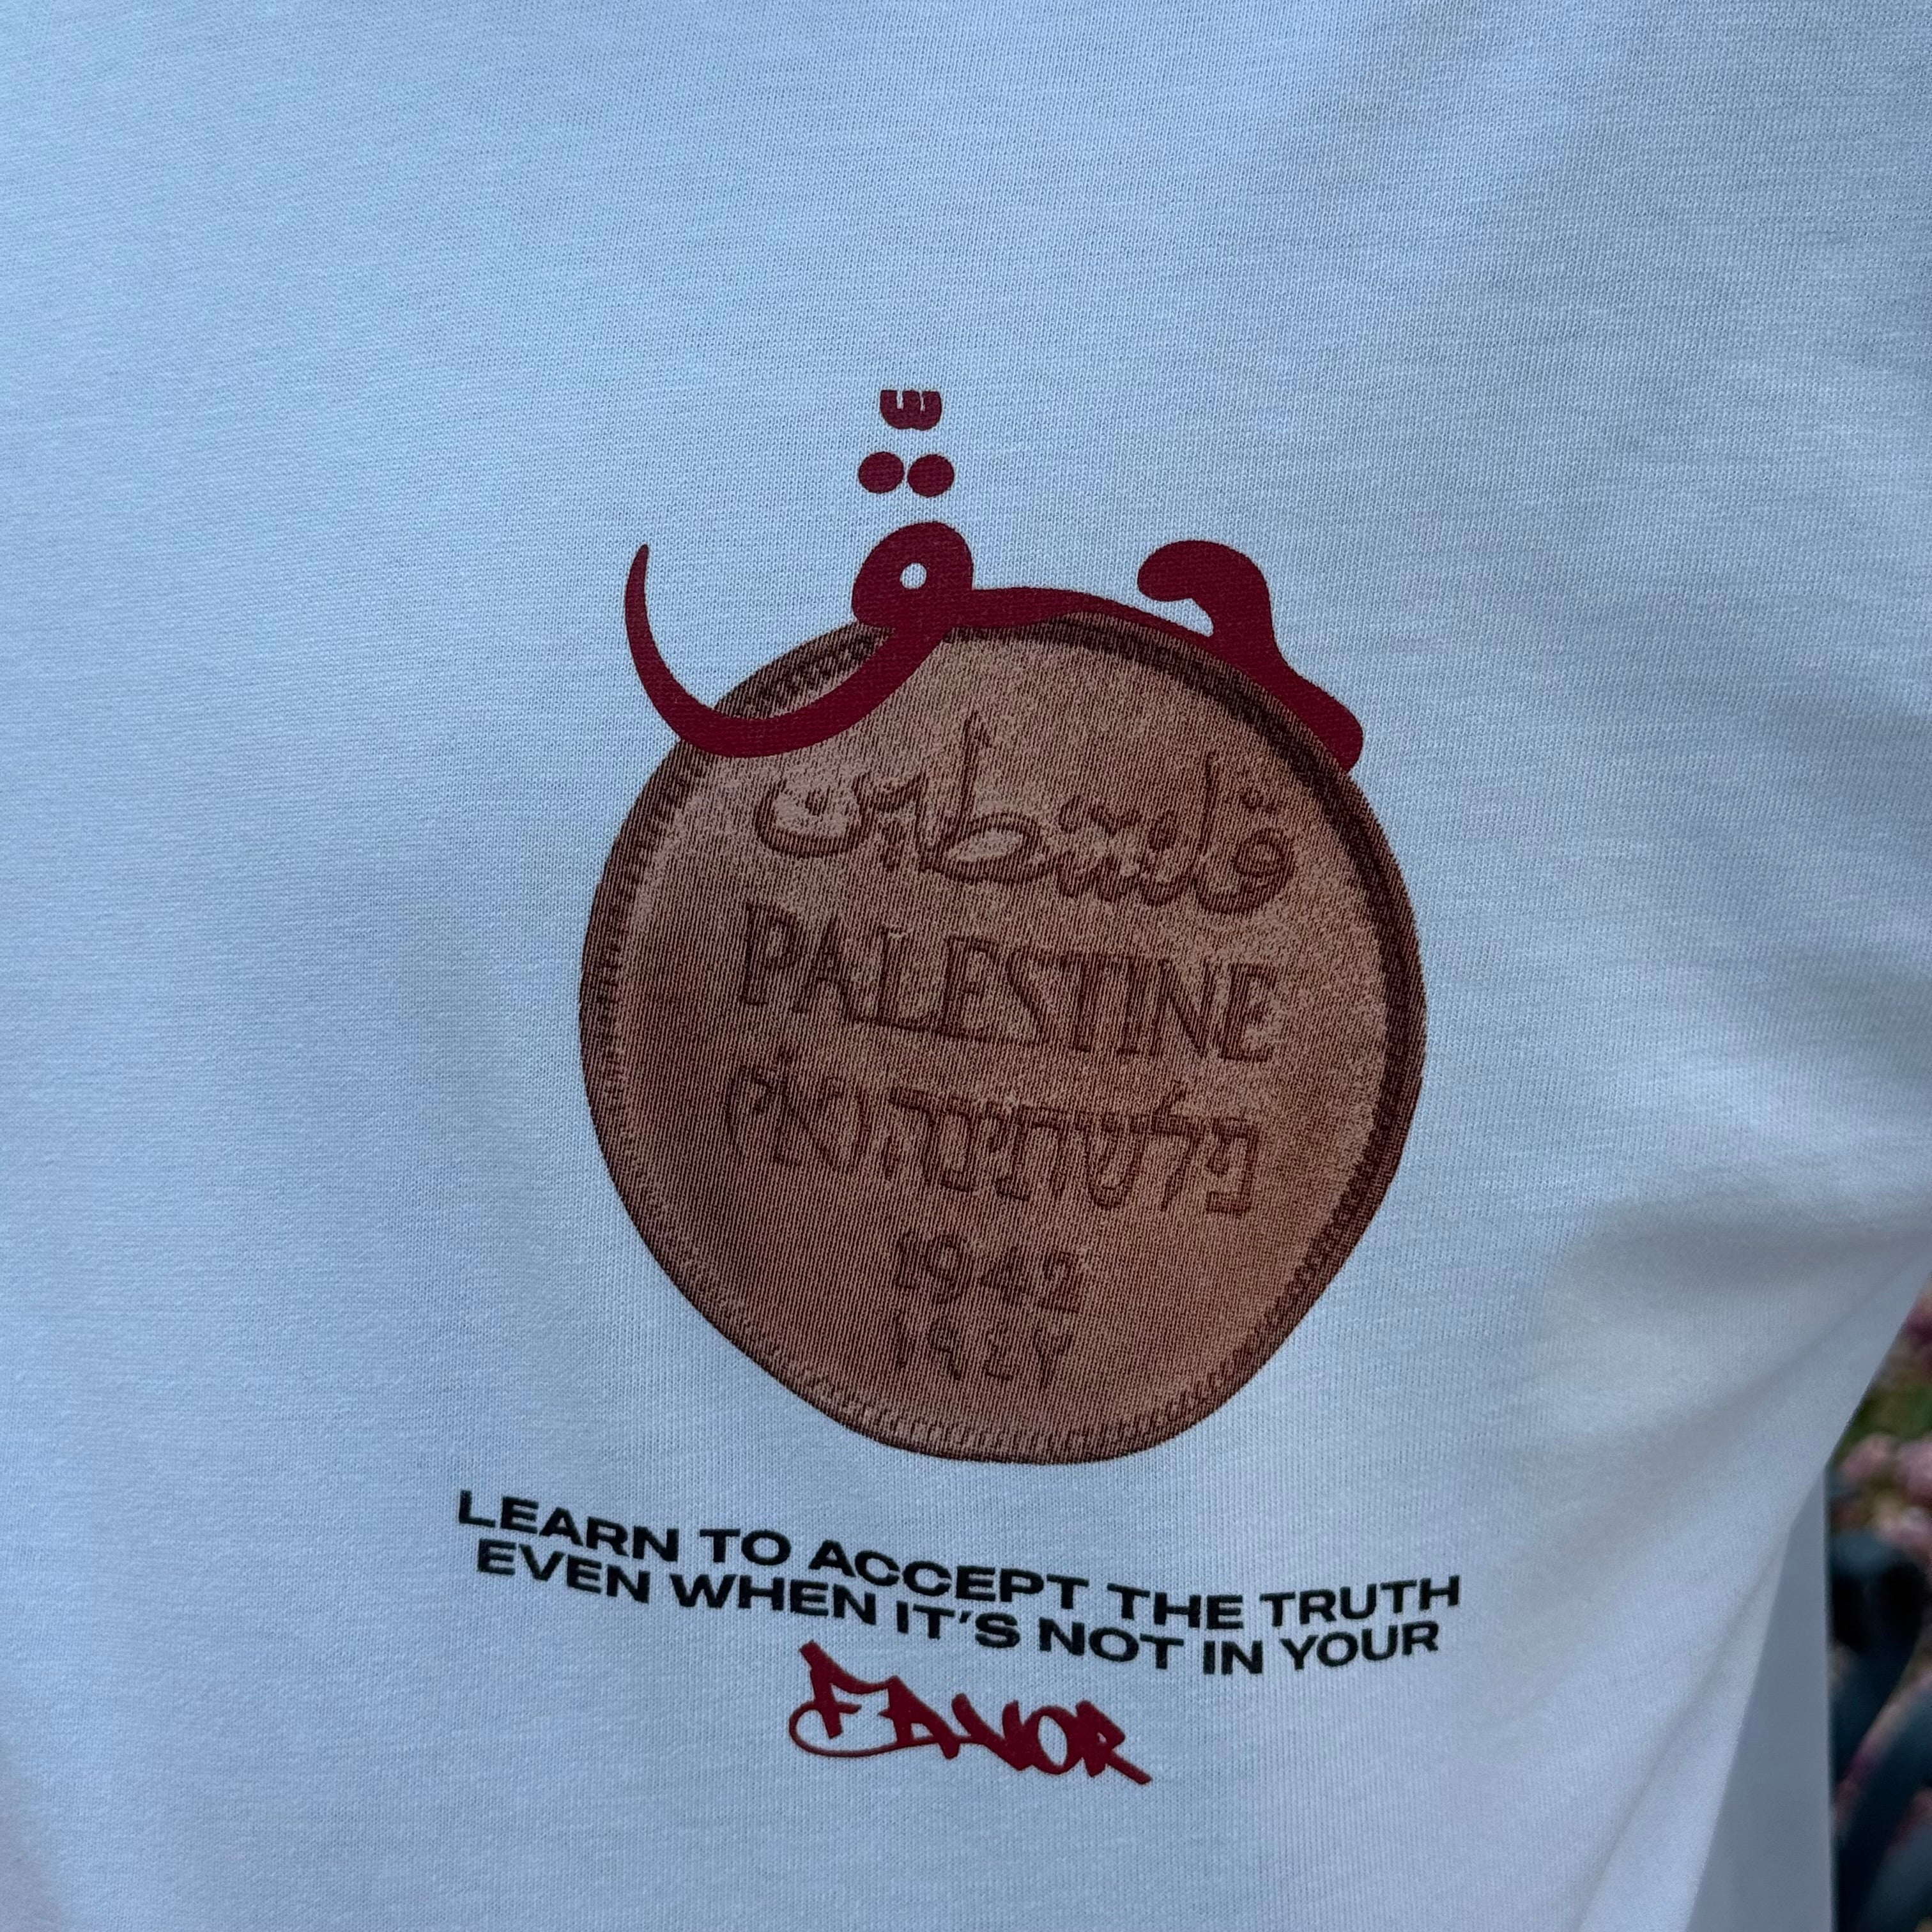 حقّ
فلسطين
PALESTINE
פלשתינה (א״י)
1942
١٩٤٢
LEARN TO ACCEPT THE TRUTH
EVEN WHEN IT'S NOT IN YOUR
FAVOR